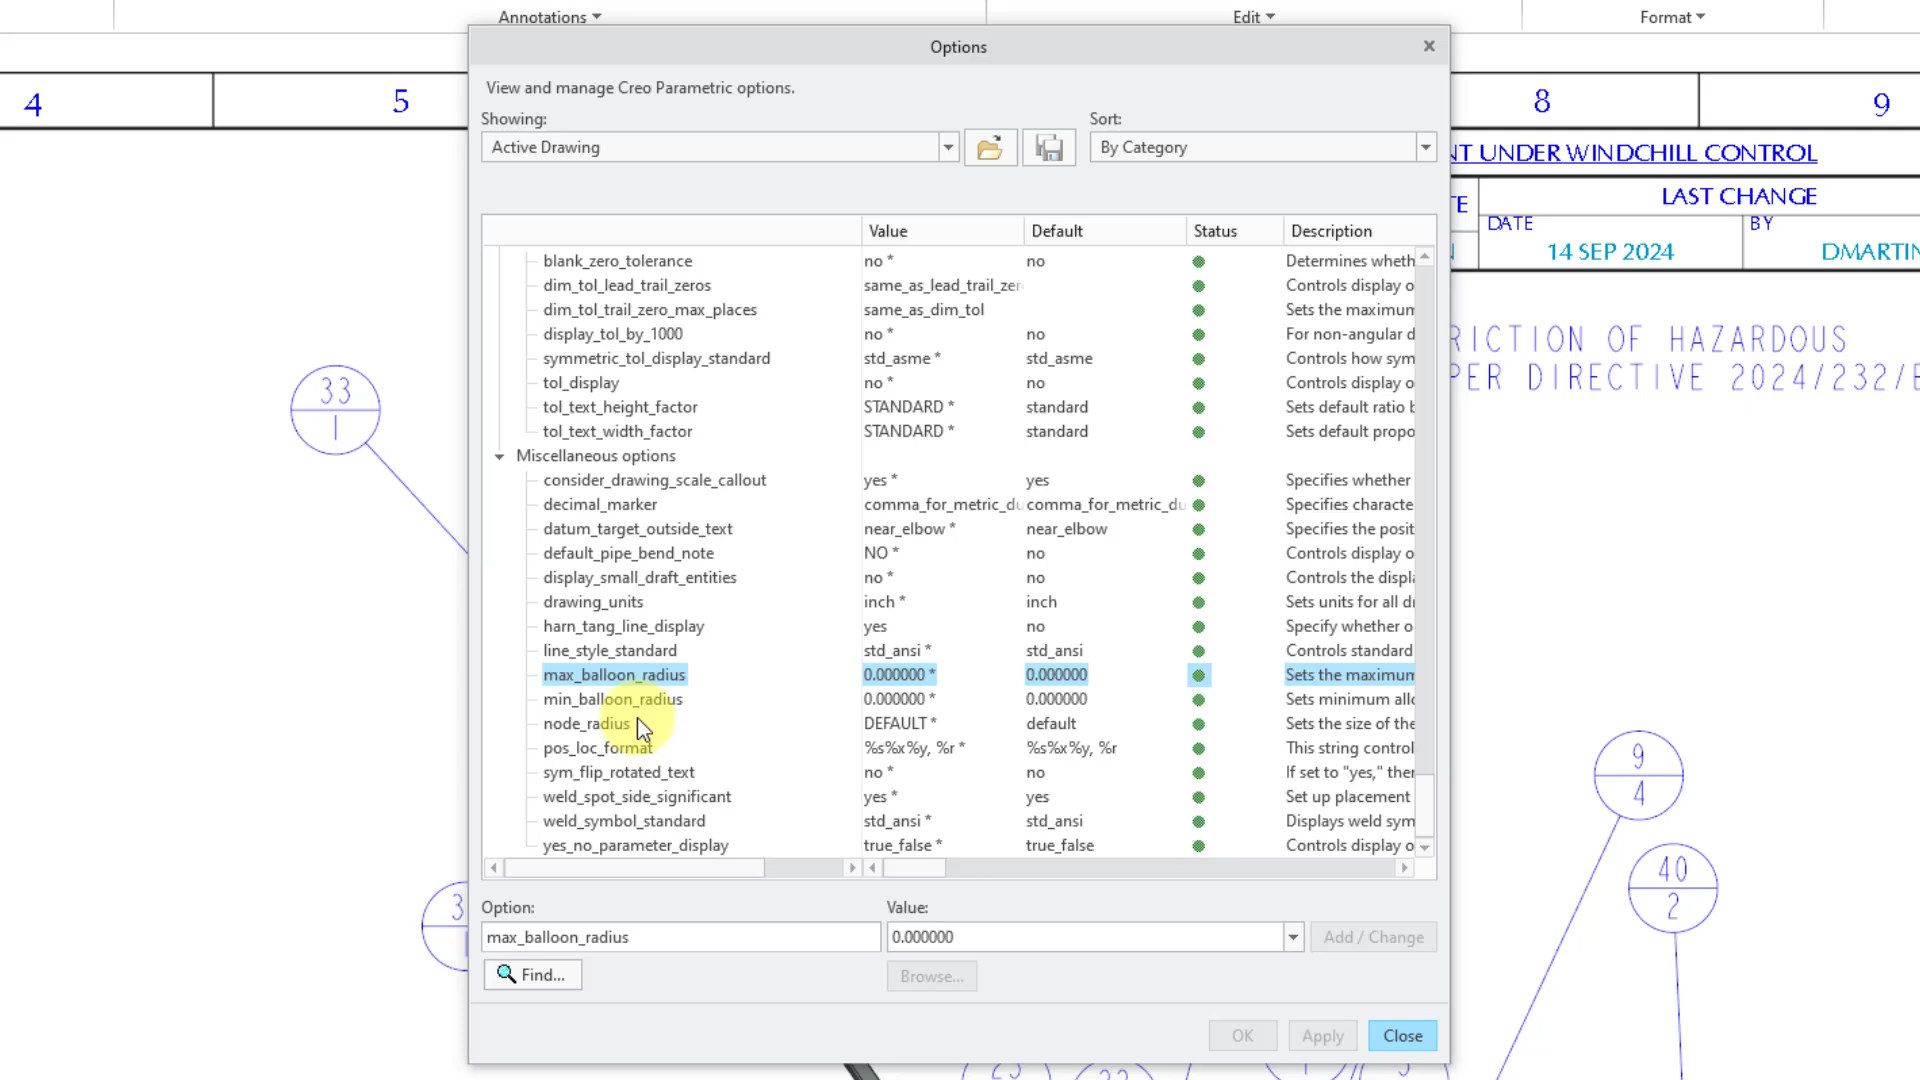 Annotations
Edit
Format
Options
View and manage Creo Parametric options.
Showing:
Sort:
Active Drawing
By Category
4
5
8
9
NT UNDER WINDCHILL CONTROL
TE
LAST CHANGE
DATE
14 SEP 2024
BY
DMARTIN
RICTION OF HAZARDOUS
PER DIRECTIVE 2024/232/E
Value Default Status Description
blank_zero_tolerance no * no Determines wheth
dim_tol_lead_trail_zeros same_as_lead_trail_zer Controls display o
dim_tol_trail_zero_max_places same_as_dim_tol Sets the maximum
display_tol_by_1000 no * no For non-angular d
symmetric_tol_display_standard std_asme * std_asme Controls how sym
tol_display no * no Controls display o
tol_text_height_factor STANDARD * standard Sets default ratio b
tol_text_width_factor STANDARD * standard Sets default propo
Miscellaneous options
consider_drawing_scale_callout yes * yes Specifies whether
decimal_marker comma_for_metric_du comma_for_metric_du Specifies characte
datum_target_outside_text near_elbow * near_elbow Specifies the posit
default_pipe_bend_note NO * no Controls display o
display_small_draft_entities no * no Controls the displa
drawing_units inch * inch Sets units for all dr
harn_tang_line_display yes no Specify whether o
line_style_standard std_ansi * std_ansi Controls standard
max_balloon_radius 0.000000 * 0.000000 Sets the maximum
min_balloon_radius 0.000000 * 0.000000 Sets minimum allo
node_radius DEFAULT * default Sets the size of the
pos_loc_format %s%x%y, %r * %s%x%y, %r This string control
sym_flip_rotated_text no * no If set to "yes," ther
weld_spot_side_significant yes * yes Set up placement
weld_symbol_standard std_ansi * std_ansi Displays weld sym
yes_no_parameter_display true_false * true_false Controls display o
Option:
Value:
max_balloon_radius
0.000000
Add / Change
Find...
Browse...
OK
Apply
Close
33
1
3
9
4
40
2